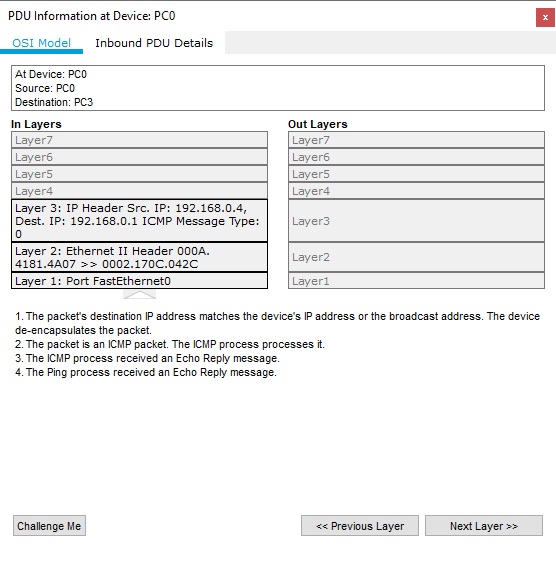 PDU Information at Device: PC0
x
OSI Model Inbound PDU Details
At Device: PC0
Source: PC0
Destination: PC3
In Layers
Layer7
Layer6
Layer5
Layer4
Layer 3: IP Header Src. IP: 192.168.0.4,
Dest. IP: 192.168.0.1 ICMP Message Type:
0
Layer 2: Ethernet II Header 000A.
4181.4A07 >> 0002.170C.042C
Layer 1: Port FastEthernet0
Out Layers
Layer7
Layer6
Layer5
Layer4
Layer3
Layer2
Layer1
1. The packet's destination IP address matches the device's IP address or the broadcast address. The device
de-encapsulates the packet.
2. The packet is an ICMP packet. The ICMP process processes it.
3. The ICMP process received an Echo Reply message.
4. The Ping process received an Echo Reply message.
Challenge Me
<< Previous Layer
Next Layer >>